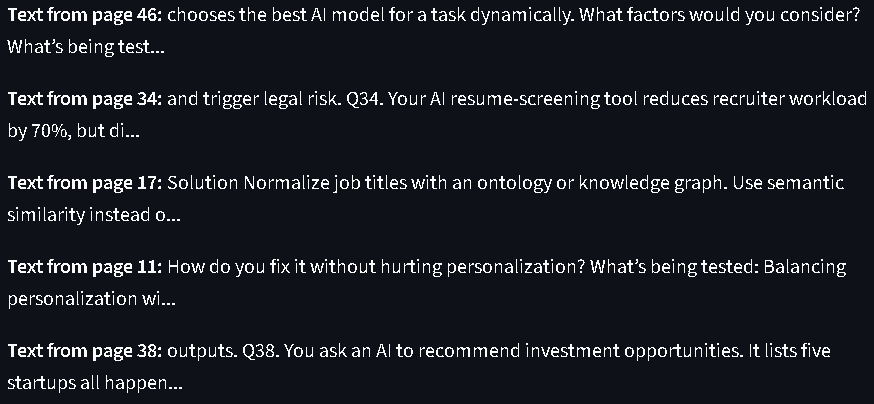 Text from page 46: chooses the best AI model for a task dynamically. What factors would you consider?
What’s being test...
Text from page 34: and trigger legal risk. Q34. Your AI resume-screening tool reduces recruiter workload
by 70%, but di...
Text from page 17: Solution Normalize job titles with an ontology or knowledge graph. Use semantic
similarity instead o...
Text from page 11: How do you fix it without hurting personalization? What’s being tested: Balancing
personalization wi...
Text from page 38: outputs. Q38. You ask an AI to recommend investment opportunities. It lists five
startups all happen...